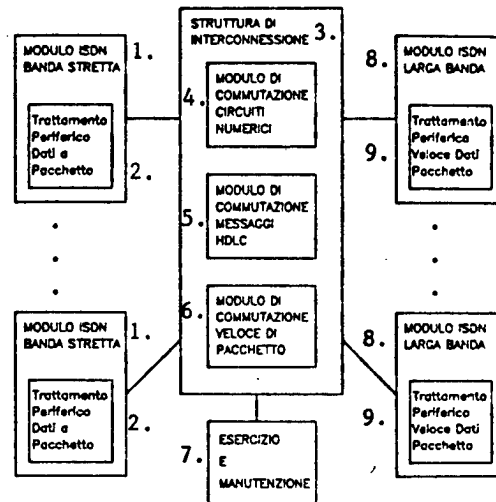 MODULO ISDN
BANDA STRETTA
1.
Trattamento
Periferico
Dati a
Pacchetto
2.
MODULO ISDN
BANDA STRETTA
1.
Trattamento
Periferico
Dati a
Pacchetto
2.
STRUTTURA DI
INTERCONNESSIONE
3.
4.
MODULO DI
COMMUTAZIONE
CIRCUITI
NUMERICI
5.
MODULO DI
COMMUTAZIONE
MESSAGGI
HDLC
6.
MODULO DI
COMMUTAZIONE
VELOCE DI
PACCHETTO
7.
ESERCIZIO
E
MANUTENZIONE
8.
MODULO ISDN
LARGA BANDA
9.
Trattamento
Periferico
Veloce Dati
Pacchetto
8.
MODULO ISDN
LARGA BANDA
9.
Trattamento
Periferico
Veloce Dati
Pacchetto